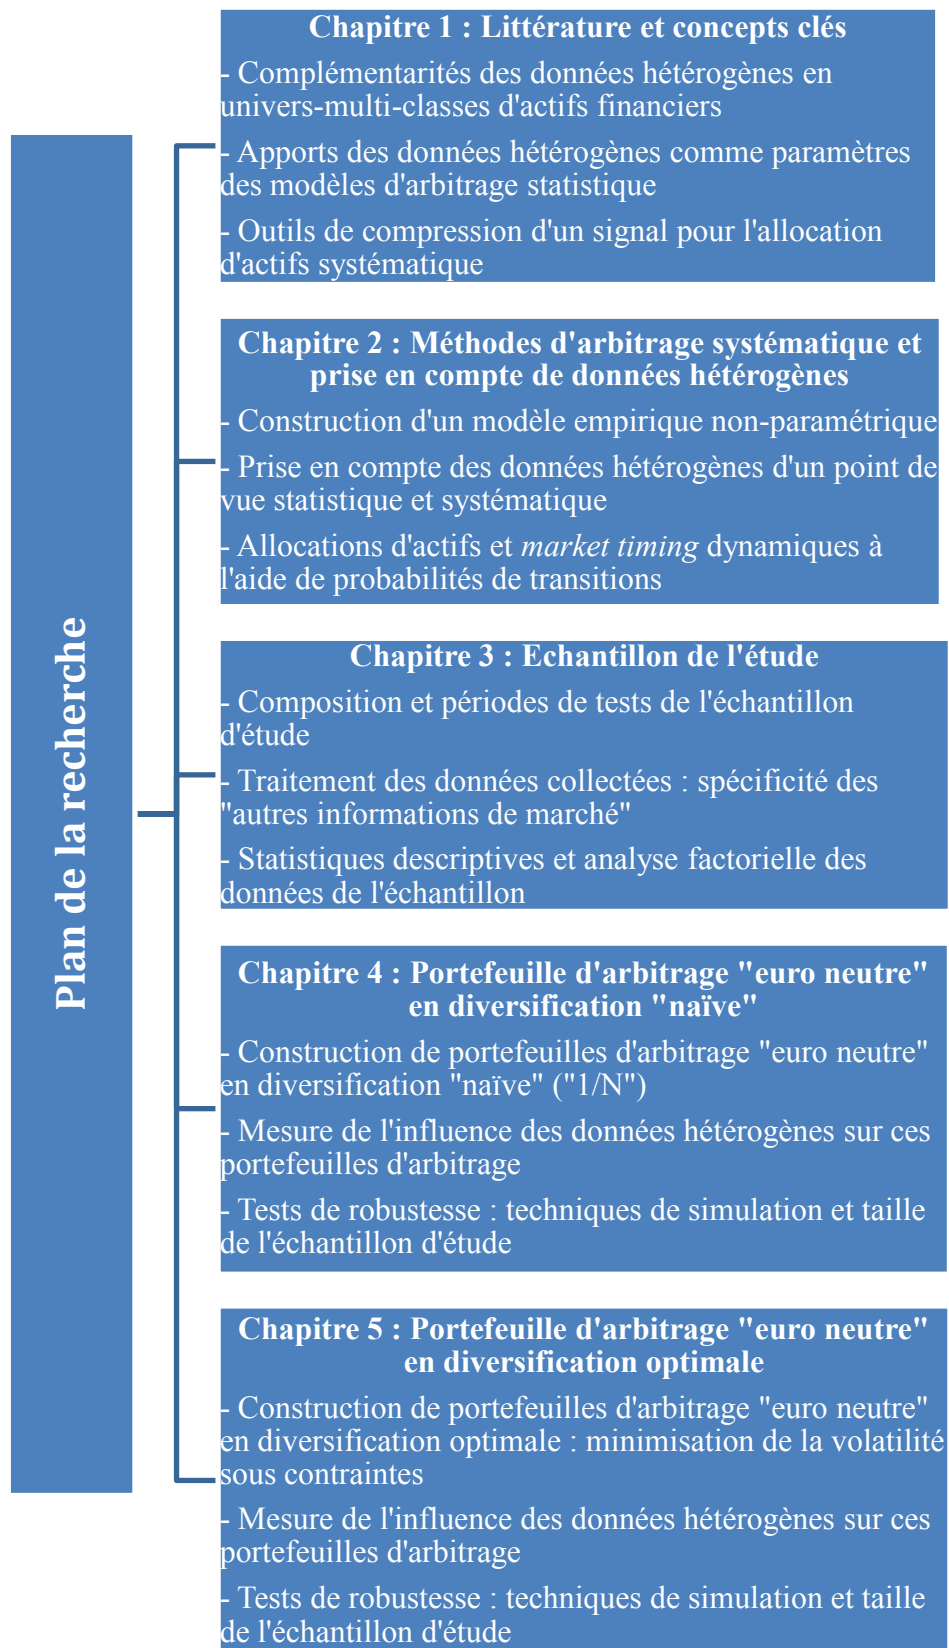 Plan de la recherche
Chapitre 1 : Littérature et concepts clés
- Complémentarités des données hétérogènes en
univers-multi-classes d'actifs financiers
- Apports des données hétérogènes comme paramètres
des modèles d'arbitrage statistique
- Outils de compression d'un signal pour l'allocation
d'actifs systématique
Chapitre 2 : Méthodes d'arbitrage systématique et
prise en compte de données hétérogènes
- Construction d'un modèle empirique non-paramétrique
- Prise en compte des données hétérogènes d'un point de
vue statistique et systématique
- Allocations d'actifs et market timing dynamiques à
l'aide de probabilités de transitions
Chapitre 3 : Echantillon de l'étude
- Composition et périodes de tests de l'échantillon
d'étude
- Traitement des données collectées : spécificité des
"autres informations de marché"
- Statistiques descriptives et analyse factorielle des
données de l'échantillon
Chapitre 4 : Portefeuille d'arbitrage "euro neutre"
en diversification "naïve"
- Construction de portefeuilles d'arbitrage "euro neutre"
en diversification "naïve" ("1/N")
- Mesure de l'influence des données hétérogènes sur ces
portefeuilles d'arbitrage
- Tests de robustesse : techniques de simulation et taille
de l'échantillon d'étude
Chapitre 5 : Portefeuille d'arbitrage "euro neutre"
en diversification optimale
- Construction de portefeuilles d'arbitrage "euro neutre"
en diversification optimale : minimisation de la volatilité
sous contraintes
- Mesure de l'influence des données hétérogènes sur ces
portefeuilles d'arbitrage
- Tests de robustesse : techniques de simulation et taille
de l'échantillon d'étude